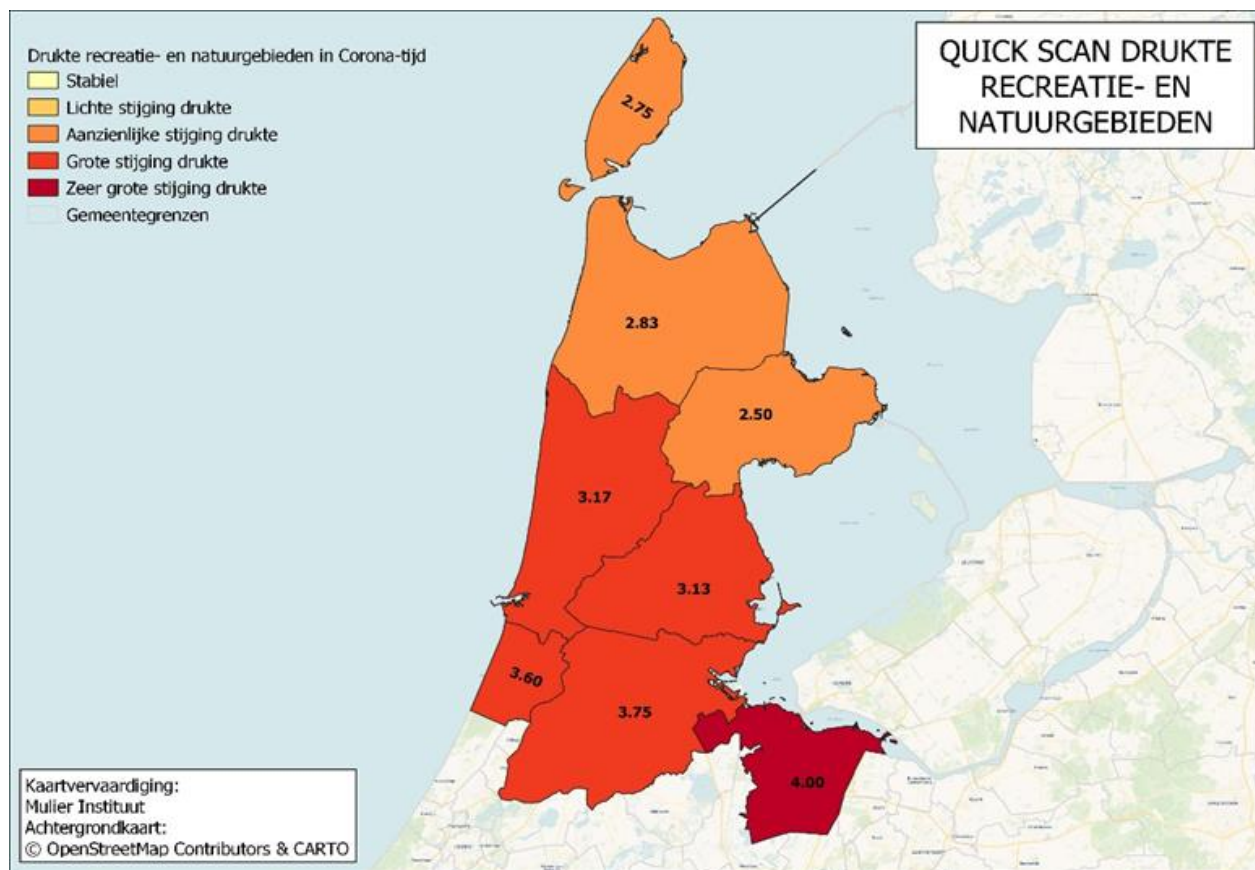 Drukte recreatie- en natuurgebieden in Corona-tijd
Stabiel
Lichte stijging drukte
Aanzienlijke stijging drukte
Grote stijging drukte
Zeer grote stijging drukte
Gemeentegrenzen
QUICK SCAN DRUKTE
RECREATIE- EN
NATUURGEBIEDEN
2.75
2.83
2.50
3.17
3.13
3.60
3.75
4.00
Kaartvervaardiging:
Mulier Instituut
Achtergrondkaart:
© OpenStreetMap Contributors & CARTO